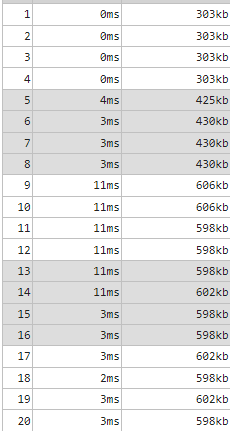 1 0ms 303kb
2 0ms 303kb
3 0ms 303kb
4 0ms 303kb
5 4ms 425kb
6 3ms 430kb
7 3ms 430kb
8 3ms 430kb
9 11ms 606kb
10 11ms 606kb
11 11ms 598kb
12 11ms 598kb
13 11ms 598kb
14 11ms 602kb
15 3ms 598kb
16 3ms 598kb
17 3ms 602kb
18 2ms 598kb
19 3ms 602kb
20 3ms 598kb